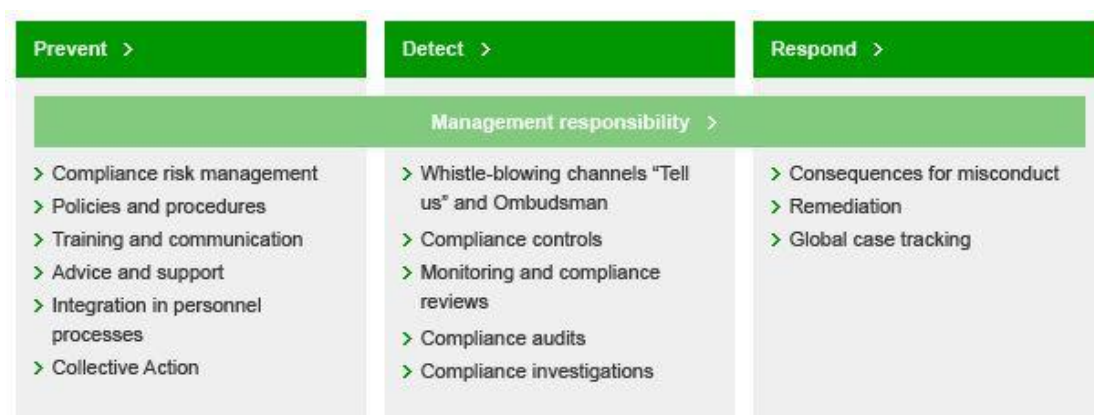 Prevent >
Detect >
Respond >
Management responsibility >
> Compliance risk management
> Policies and procedures
> Training and communication
> Advice and support
> Integration in personnel
processes
> Collective Action
> Whistle-blowing channels “Tell
us” and Ombudsman
> Compliance controls
> Monitoring and compliance
reviews
> Compliance audits
> Compliance investigations
> Consequences for misconduct
> Remediation
> Global case tracking